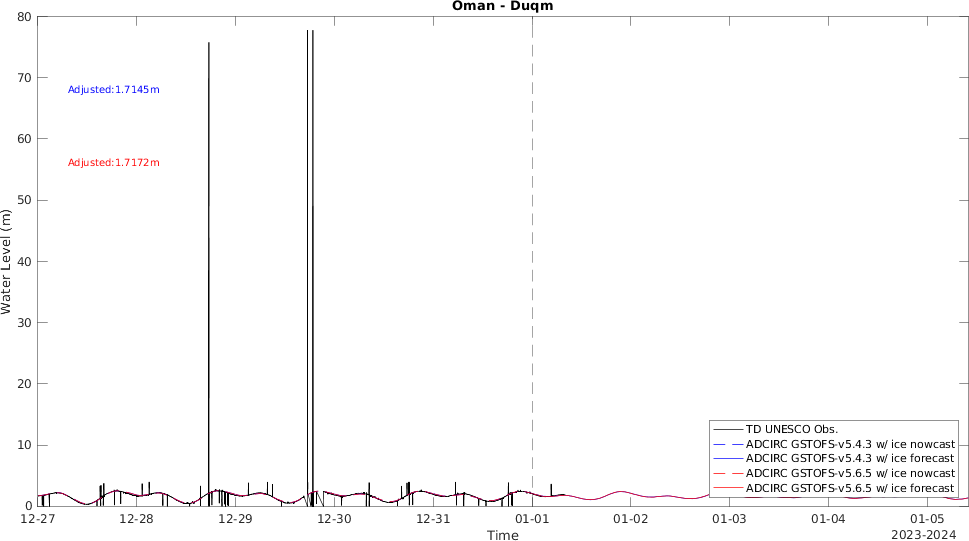 Oman - Duqm
80
70
60
50
40
30
20
10
0
Water Level (m)
Adjusted:1.7145m
Adjusted:1.7172m
TD UNESCO Obs.
ADCIRC GSTOFS-v5.4.3 w/ ice nowcast
ADCIRC GSTOFS-v5.4.3 w/ ice forecast
ADCIRC GSTOFS-v5.6.5 w/ ice nowcast
ADCIRC GSTOFS-v5.6.5 w/ ice forecast
12-27 12-28 12-29 12-30 12-31 01-01 01-02 01-03 01-04 01-05
Time
2023-2024